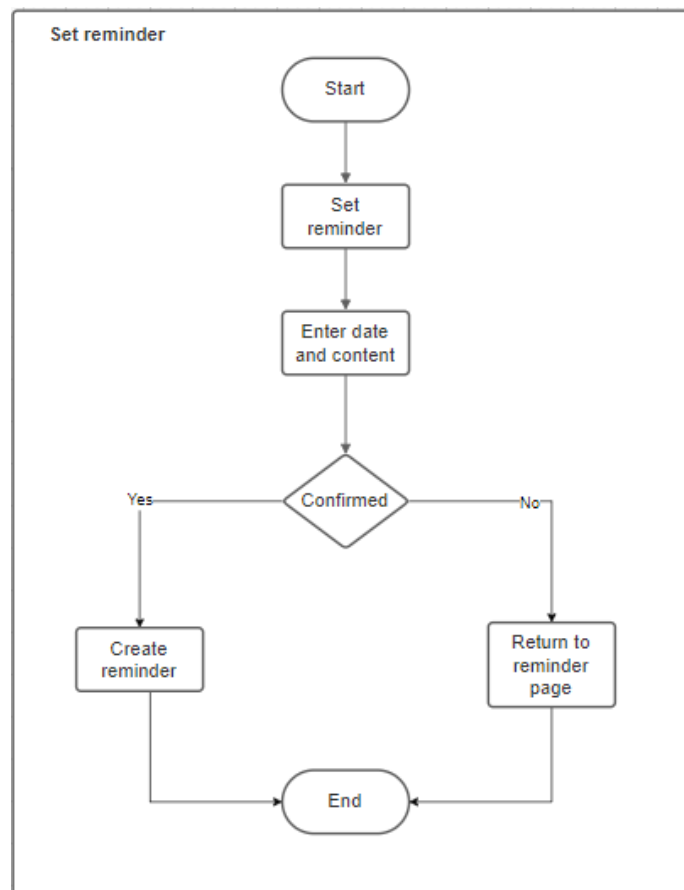 Set reminder
Start
Set
reminder
Enter date
and content
Confirmed
Yes
No
Create
reminder
Return to
reminder
page
End